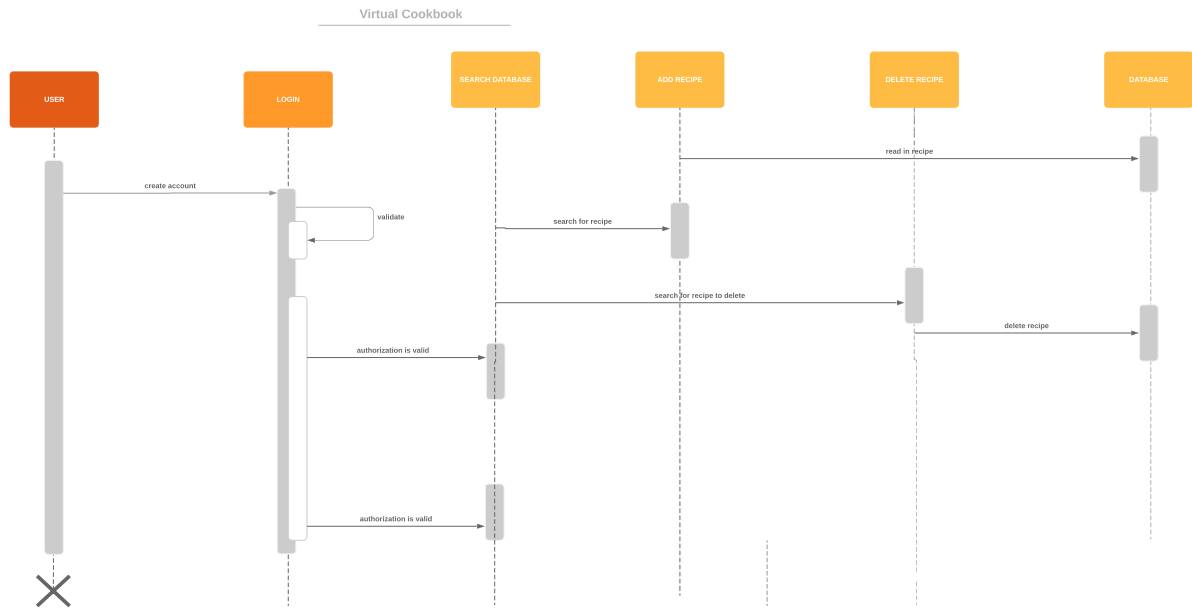 Virtual Cookbook
USER
LOGIN
SEARCH DATABASE
ADD RECIPE
DELETE RECIPE
DATABASE
read in recipe
create account
validate
search for recipe
search for recipe to delete
delete recipe
authorization is valid
authorization is valid